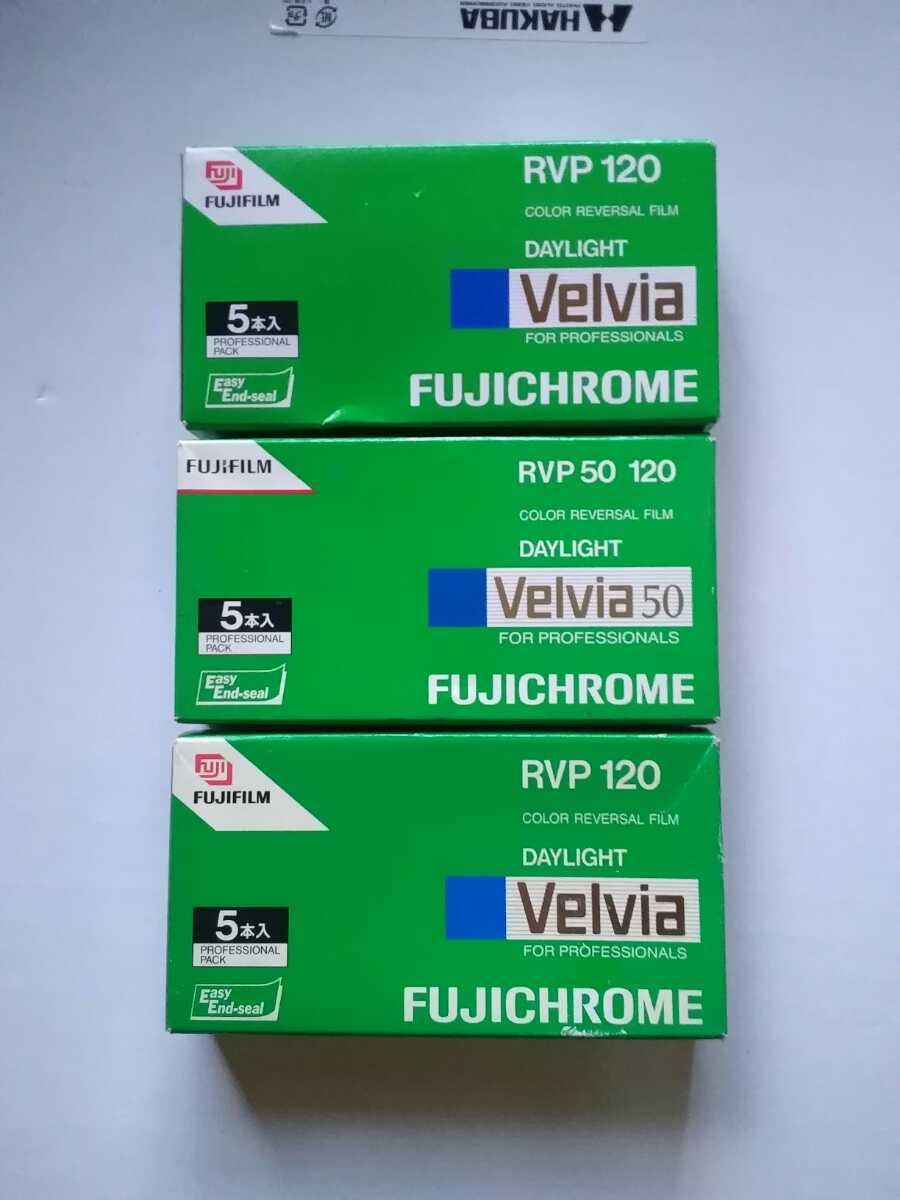 HAKUBA
FUJI
FUJIFILM
RVP 120
COLOR REVERSAL FILM
DAYLIGHT
Velvia
FOR PROFESSIONALS
5本入
PROFESSIONAL
PACK
Easy
End-seal
FUJICHROME
FUJIFILM
RVP 50 120
COLOR REVERSAL FILM
DAYLIGHT
Velvia 50
FOR PROFESSIONALS
5本入
PROFESSIONAL
PACK
Easy
End-seal
FUJICHROME
FUJI
FUJIFILM
RVP 120
COLOR REVERSAL FILM
DAYLIGHT
Velvia
FOR PROFESSIONALS
5本入
PROFESSIONAL
PACK
Easy
End-seal
FUJICHROME